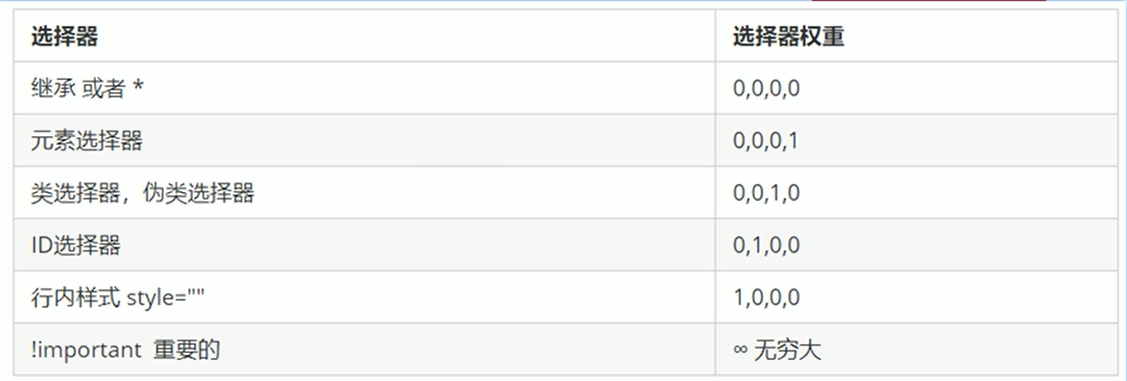 选择器 选择器权重
继承 或者 * 0,0,0,0
元素选择器 0,0,0,1
类选择器，伪类选择器 0,0,1,0
ID选择器 0,1,0,0
行内样式 style="" 1,0,0,0
!important 重要的 ∞ 无穷大